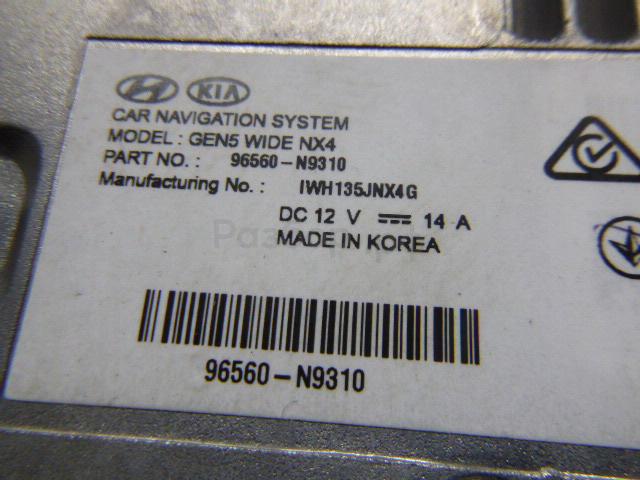 KIA
CAR NAVIGATION SYSTEM
MODEL : GEN5 WIDE NX4
PART NO. : 96560-N9310
Manufacturing No. : IWH135JNX4G
DC 12 V 14 A
MADE IN KOREA
96560-N9310